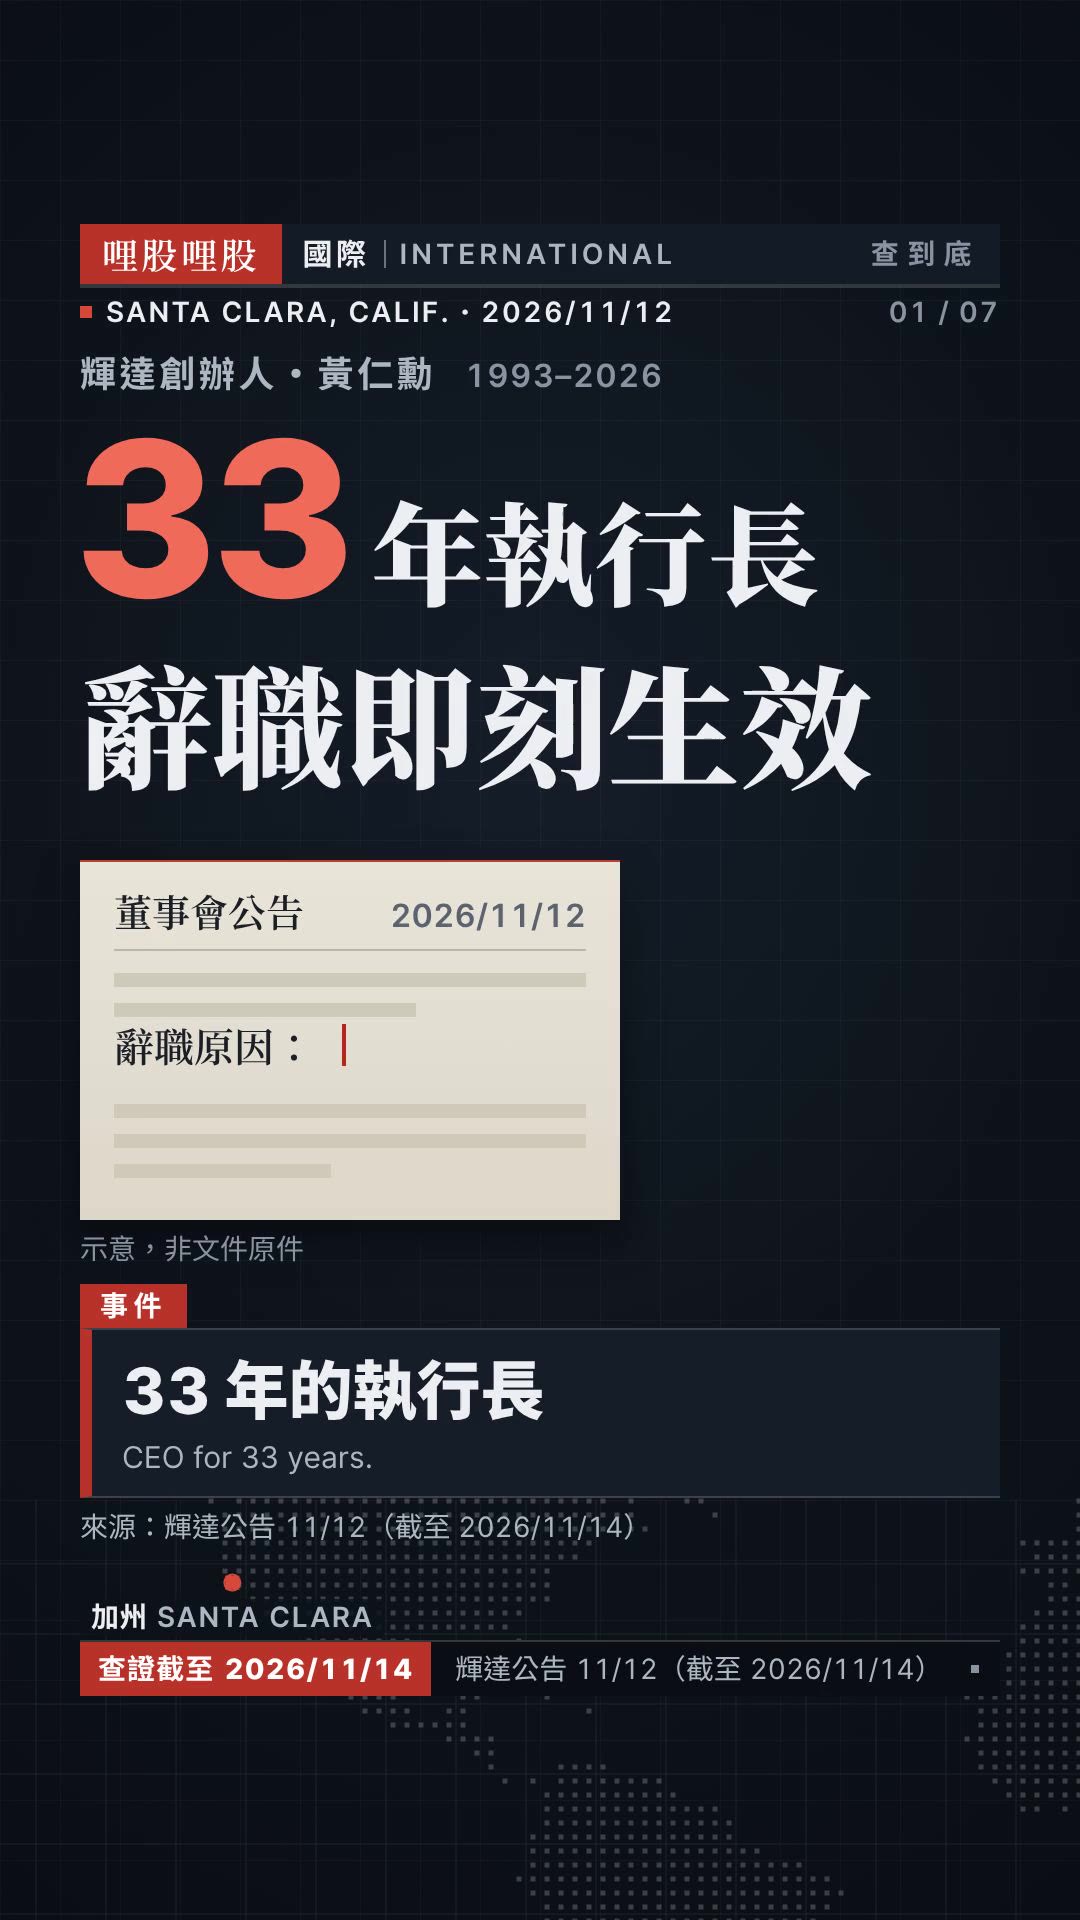 哩股哩股 國際 INTERNATIONAL 查到底
SANTA CLARA, CALIF. · 2026/11/12 01 / 07
輝達創辦人・黃仁勳 1993–2026
33 年執行長
辭職即刻生效
董事會公告 2026/11/12
辭職原因：
示意，非文件原件
事件
33 年的執行長
CEO for 33 years.
來源：輝達公告 11/12（截至 2026/11/14）
加州 SANTA CLARA
查證截至 2026/11/14 輝達公告 11/12（截至 2026/11/14）